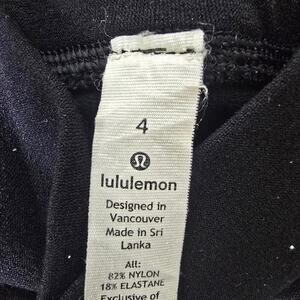 4
lululemon
Designed in
Vancouver
Made in Sri
Lanka
All:
82% NYLON
18% ELASTANE
Exclusive of